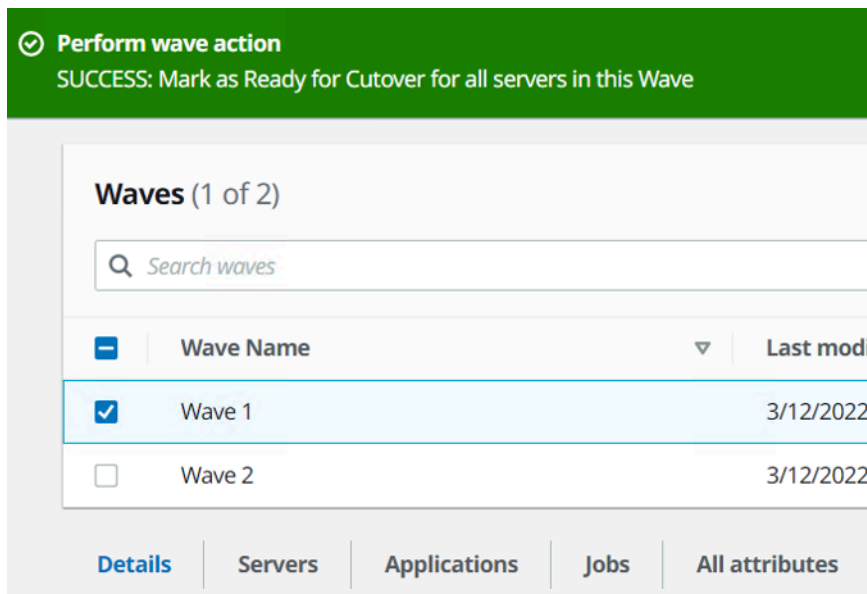 Perform wave action
SUCCESS: Mark as Ready for Cutover for all servers in this Wave
Waves (1 of 2)
Search waves
Wave Name Last modi
Wave 1 3/12/2022
Wave 2 3/12/2022
Details Servers Applications Jobs All attributes